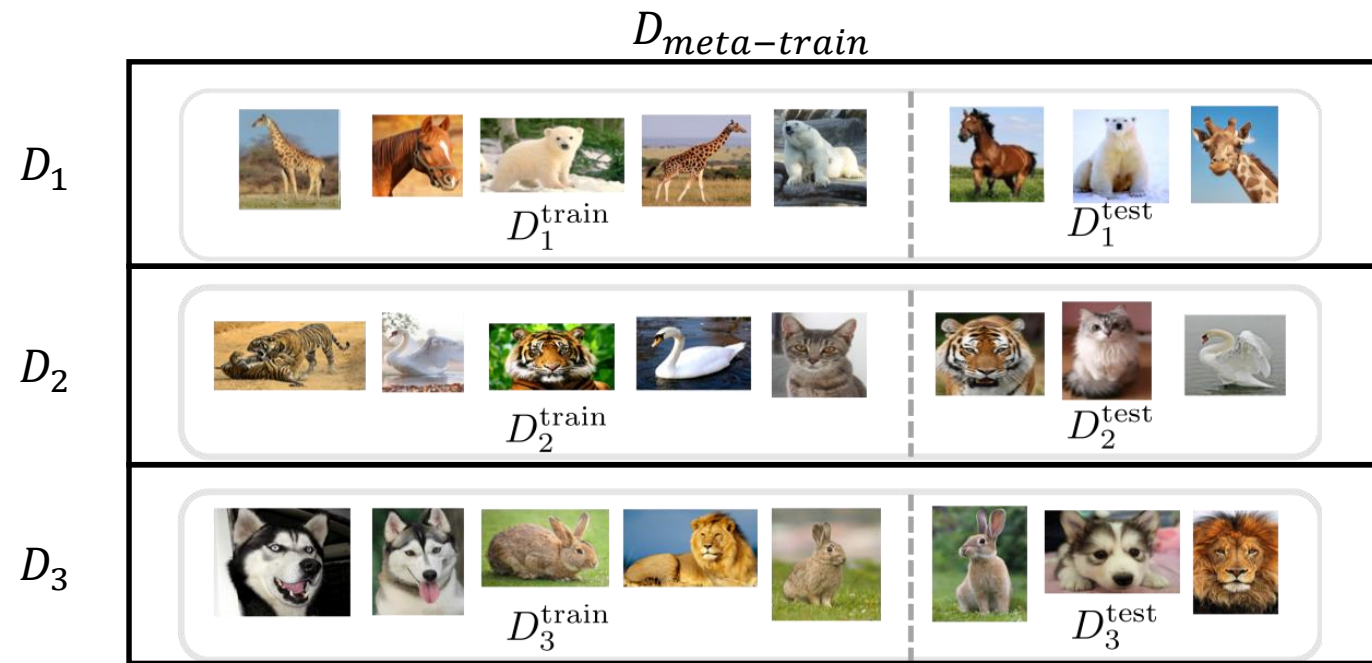 D_{meta-train}
D_1
D_1^{train}
D_1^{test}
D_2
D_2^{train}
D_2^{test}
D_3
D_3^{train}
D_3^{test}